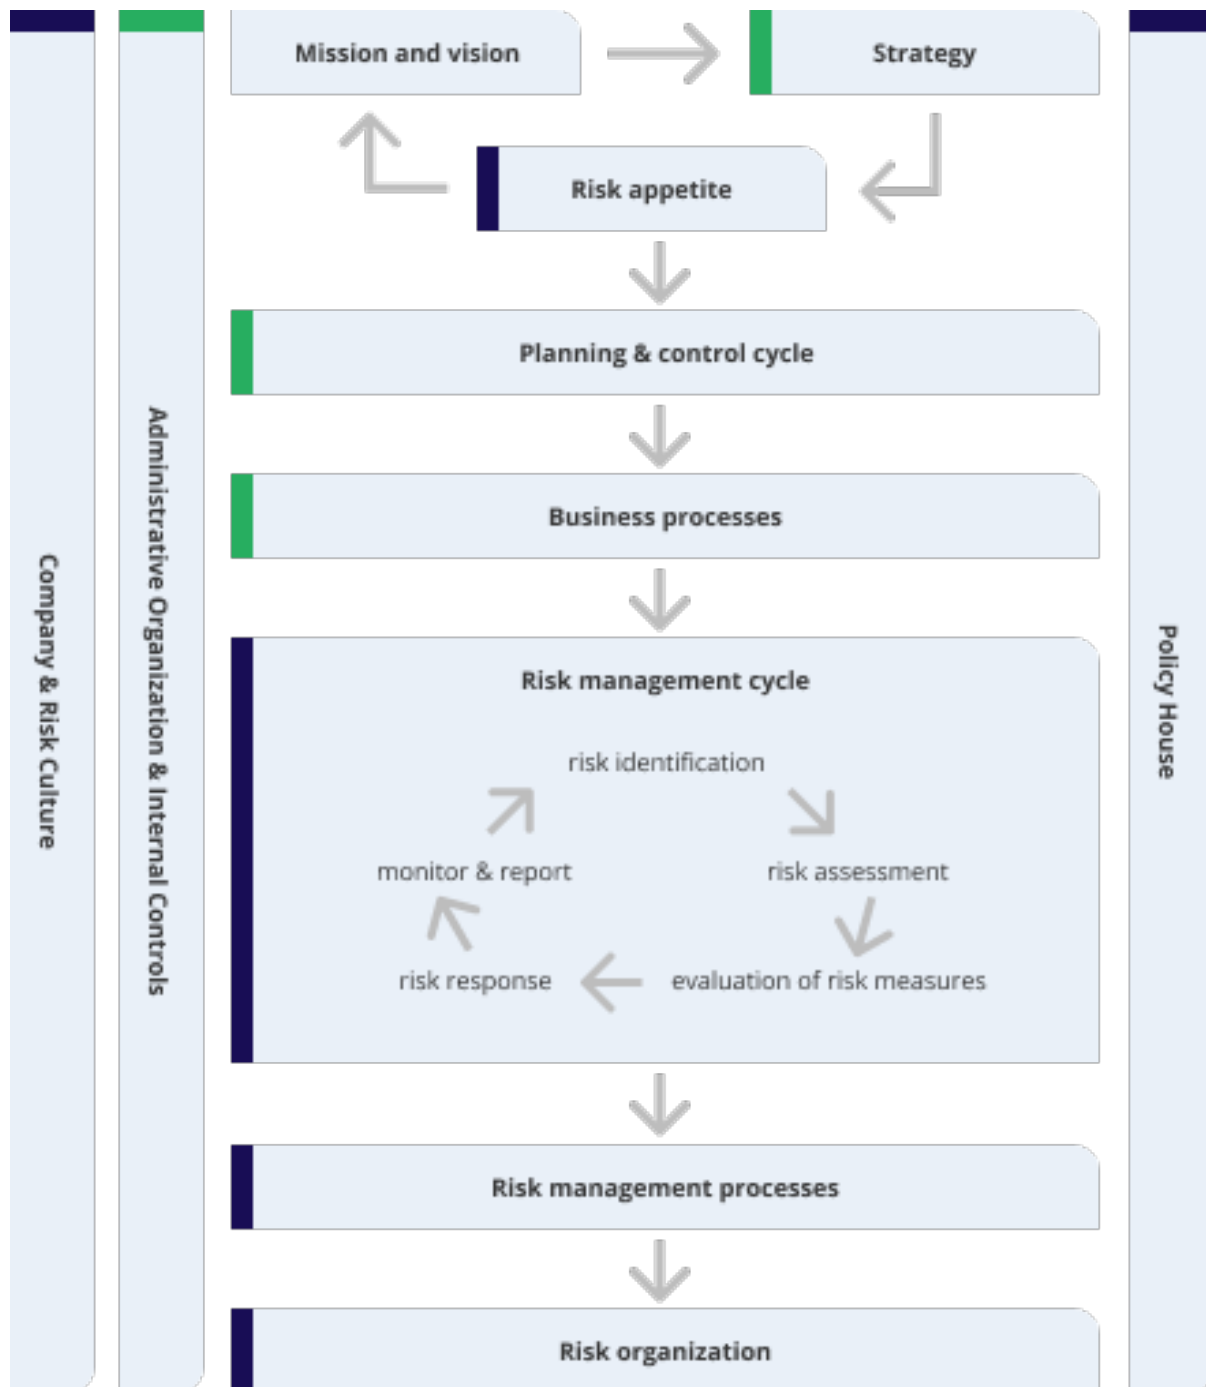 Mission and vision
Strategy
Risk appetite
Planning & control cycle
Business processes
Risk management cycle
risk identification
monitor & report
risk assessment
risk response
evaluation of risk measures
Risk management processes
Risk organization
Company & Risk Culture
Administrative Organization & Internal Controls
Policy House